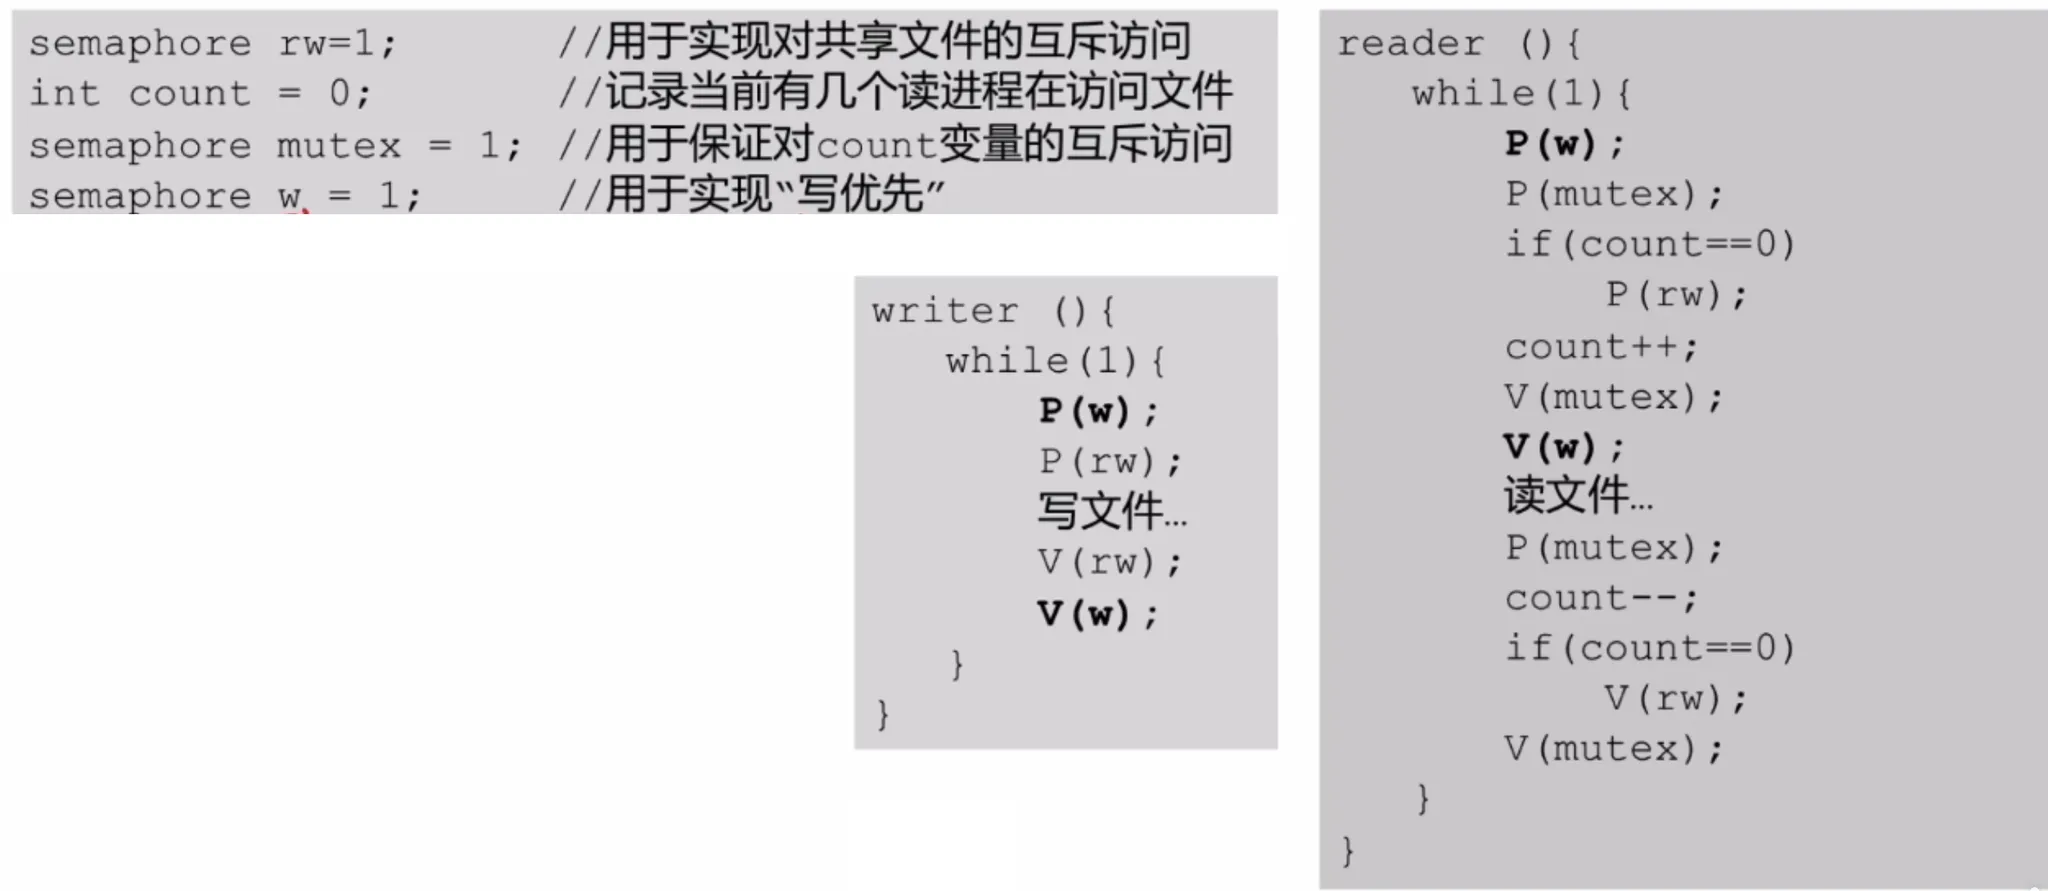 semaphore rw=1; //用于实现对共享文件的互斥访问
int count = 0; //记录当前有几个读进程在访问文件
semaphore mutex = 1; //用于保证对count变量的互斥访问
semaphore w = 1; //用于实现“写优先”
writer (){
while(1){
P(w);
P(rw);
写文件…
V(rw);
V(w);
}
}
reader (){
while(1){
P(w);
P(mutex);
if(count==0)
P(rw);
count++;
V(mutex);
V(w);
读文件…
P(mutex);
count--;
if(count==0)
V(rw);
V(mutex);
}
}